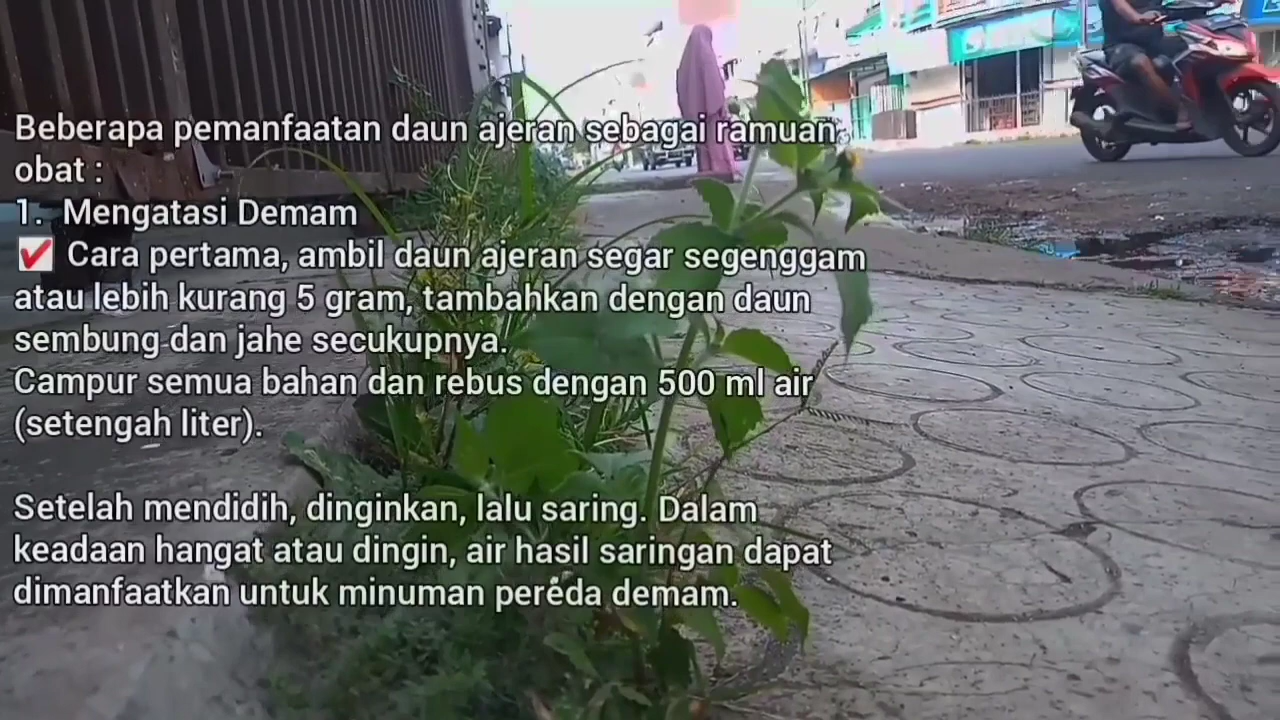 Beberapa pemanfaatan daun ajeran sebagai ramuan
obat :
1. Mengatasi Demam
✅ Cara pertama, ambil daun ajeran segar segenggam
atau lebih kurang 5 gram, tambahkan dengan daun
sembung dan jahe secukupnya.
Campur semua bahan dan rebus dengan 500 ml air
(setengah liter).
Setelah mendidih, dinginkan, lalu saring. Dalam
keadaan hangat atau dingin, air hasil saringan dapat
dimanfaatkan untuk minuman pereda demam.